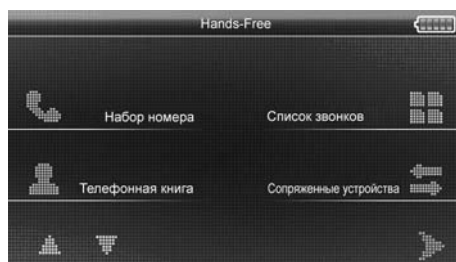 Hands-Free
Набор номера
Список звонков
Телефонная книга
Сопряженные устройства